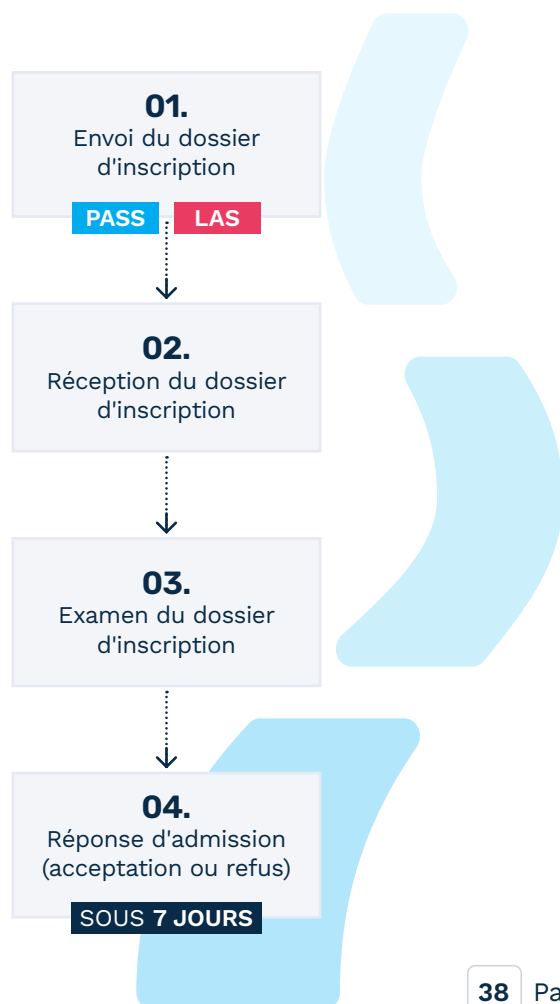 01.
Envoi du dossier
d'inscription
PASS LAS
02.
Réception du dossier
d'inscription
03.
Examen du dossier
d'inscription
04.
Réponse d'admission
(acceptation ou refus)
SOUS 7 JOURS
38 Pa